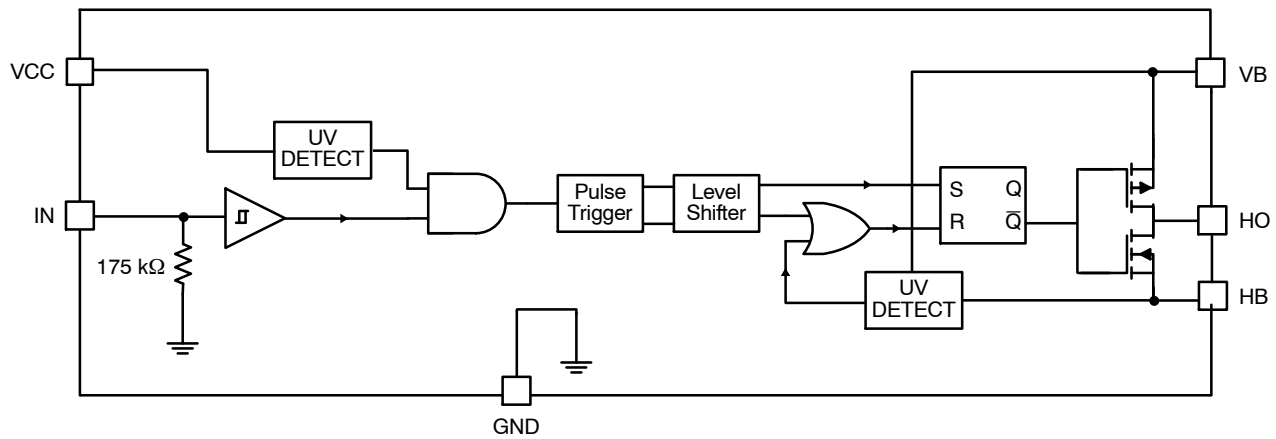 VCC
VB
UV
DETECT
IN
175 kΩ
Pulse
Trigger
Level
Shifter
S
Q
R
Q̅
HO
UV
DETECT
HB
GND